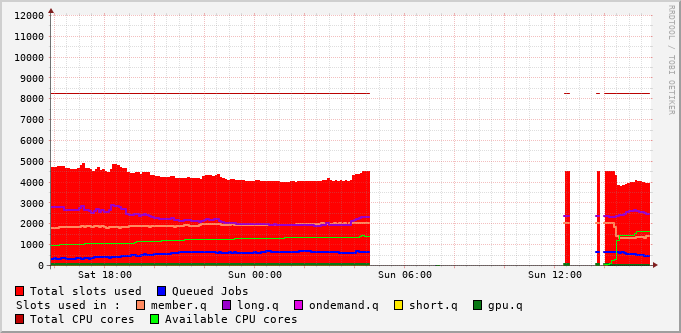 12000
11000
10000
9000
8000
7000
6000
5000
4000
3000
2000
1000
0
Sat 18:00 Sun 00:00 Sun 06:00 Sun 12:00
Total slots used Queued Jobs
Slots used in : member.q long.q ondemand.q short.q gpu.q
Total CPU cores Available CPU cores
RRDTOOL / TOBI OETIKER